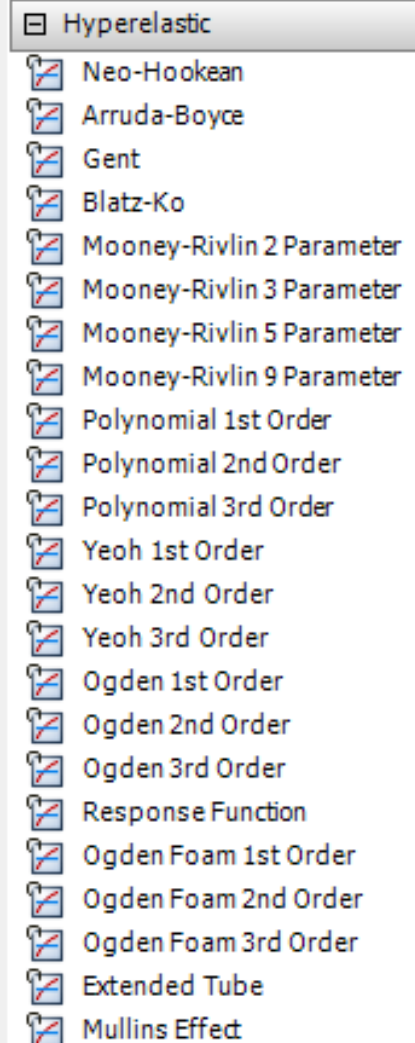 Hyperelastic
Neo-Hookean
Arruda-Boyce
Gent
Blatz-Ko
Mooney-Rivlin 2 Parameter
Mooney-Rivlin 3 Parameter
Mooney-Rivlin 5 Parameter
Mooney-Rivlin 9 Parameter
Polynomial 1st Order
Polynomial 2nd Order
Polynomial 3rd Order
Yeoh 1st Order
Yeoh 2nd Order
Yeoh 3rd Order
Ogden 1st Order
Ogden 2nd Order
Ogden 3rd Order
Response Function
Ogden Foam 1st Order
Ogden Foam 2nd Order
Ogden Foam 3rd Order
Extended Tube
Mullins Effect